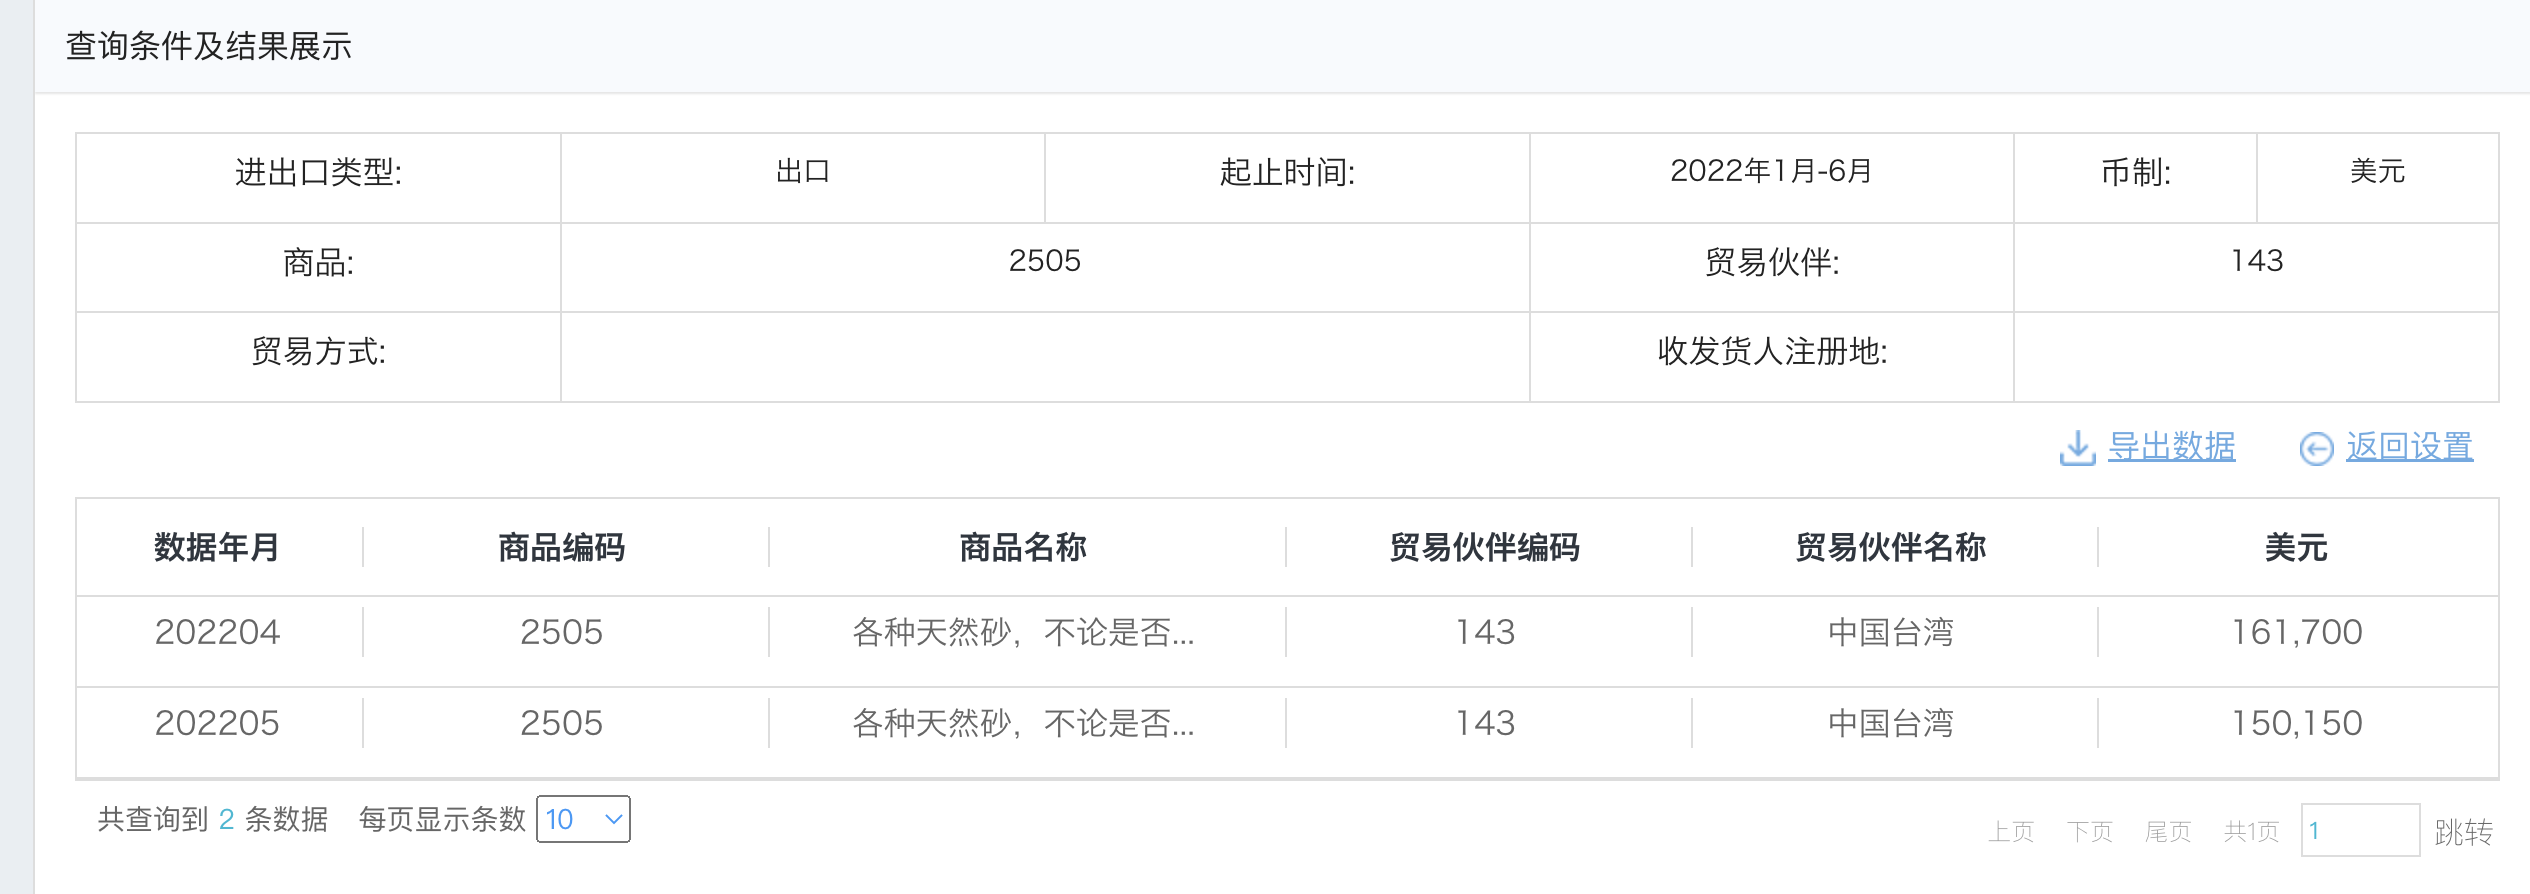 查询条件及结果展示
进出口类型: 出口 起止时间: 2022年1月-6月 币制: 美元
商品: 2505 贸易伙伴: 143
贸易方式: 收发货人注册地:
导出数据 返回设置
数据年月 商品编码 商品名称 贸易伙伴编码 贸易伙伴名称 美元
202204 2505 各种天然砂，不论是否... 143 中国台湾 161,700
202205 2505 各种天然砂，不论是否... 143 中国台湾 150,150
共查询到 2 条数据 每页显示条数 10
上页 下页 尾页 共1页 1 跳转